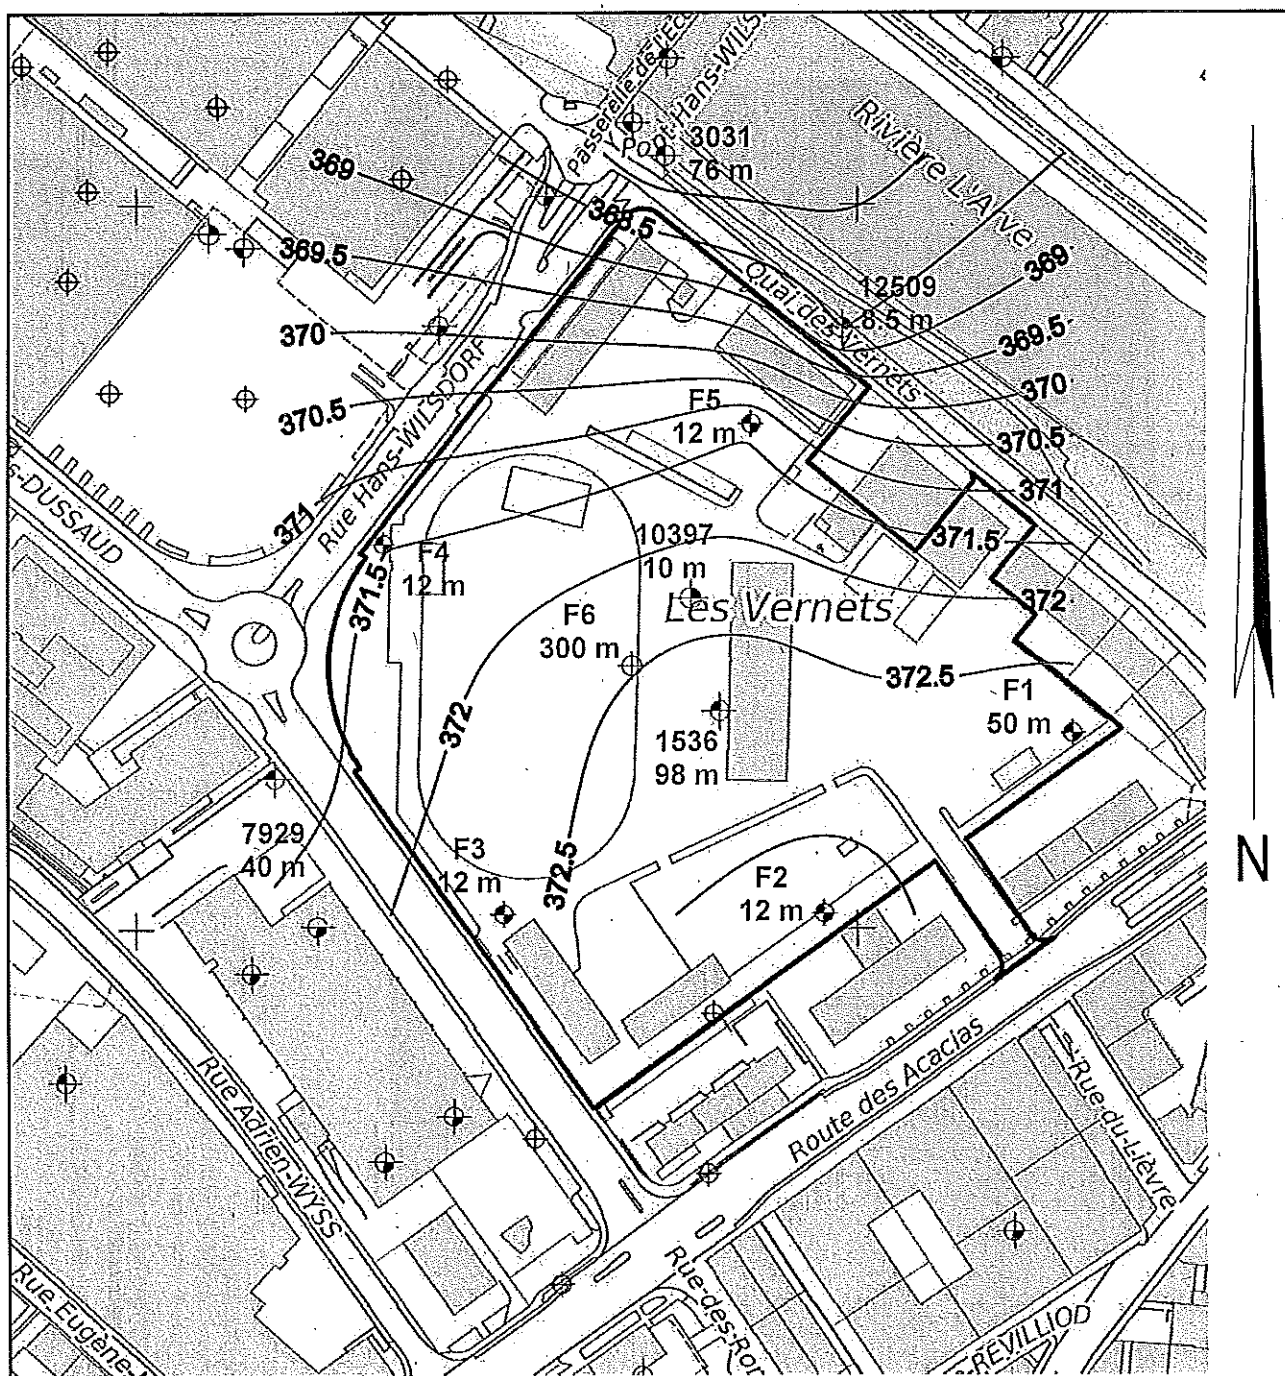 Passerelle de l'EC
Pont Hans-WILS
3031
76 m
Rivière L'Arve
369
368.5
369.5
369
Quai des Vernets
12509
8.5 m
370
369.5
370
370.5
F5
12 m
370.5
371
Rue Hans-WILSDORF
371
S-DUSSAUD
F4
12 m
10397
10 m
371.5
371.5
Les Vernets
372
F6
300 m
372.5
F1
50 m
372
1536
98 m
7929
40 m
F3
12 m
372.5
F2
12 m
N
Rue Adrien-WYSS
Route des Acacias
Rue du Lièvre
Rue Eugène-
Rue des Ron
-REVILLIOD